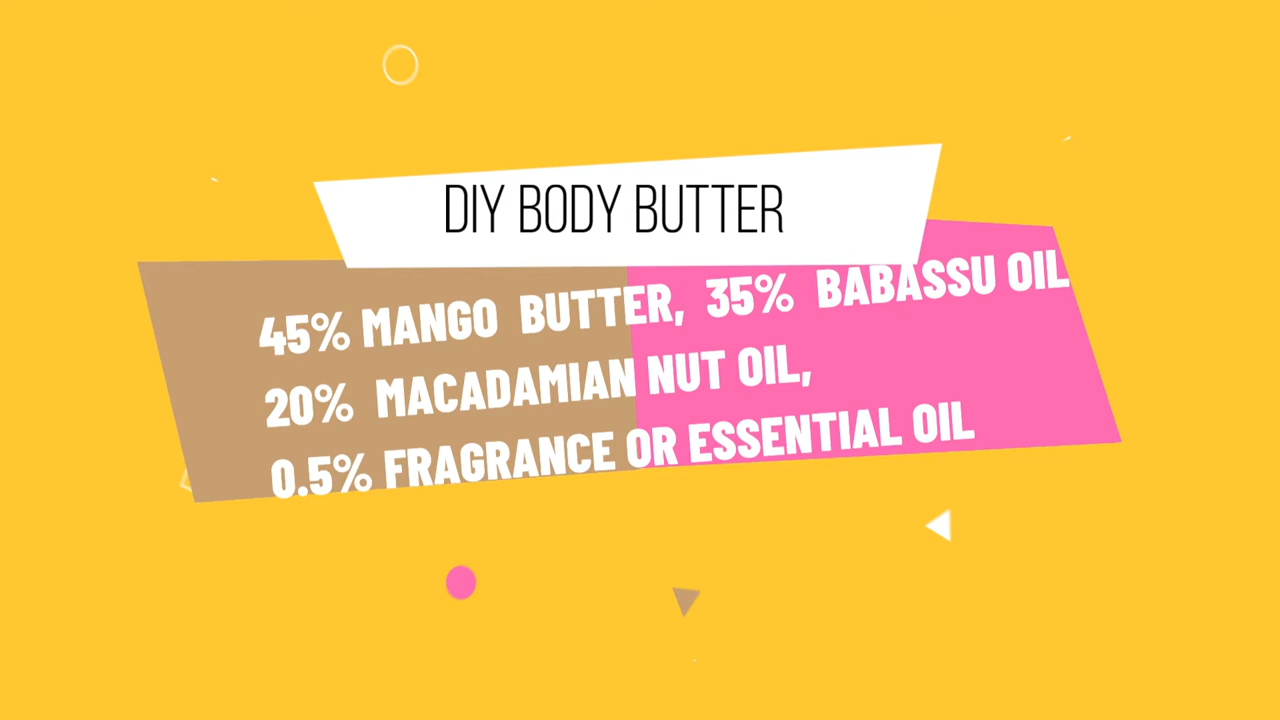 DIY BODY BUTTER
45% MANGO BUTTER, 35% BABASSU OIL
20% MACADAMIAN NUT OIL,
0.5% FRAGRANCE OR ESSENTIAL OIL